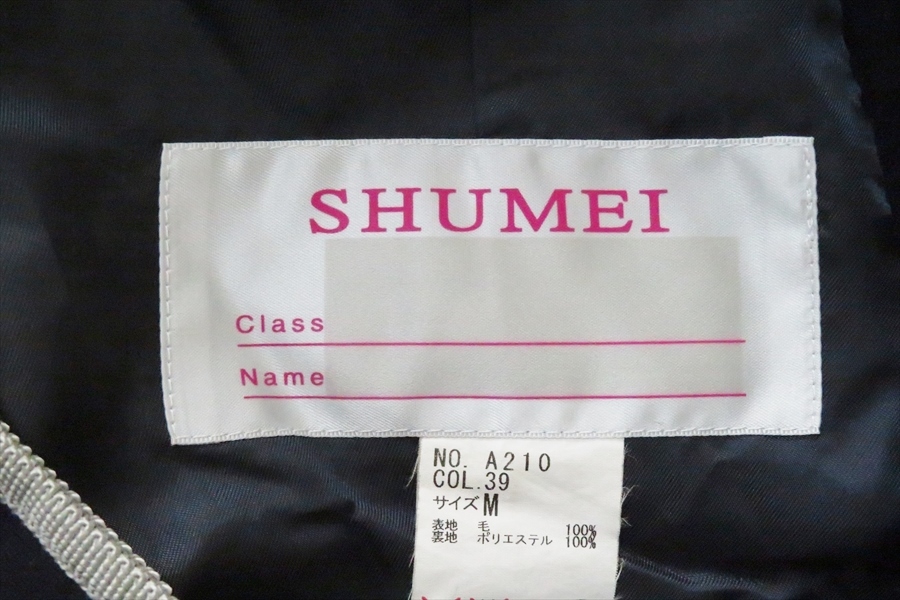 SHUMEI
Class
Name
NO. A210
COL.39
サイズ M
表地 毛 100%
裏地 ポリエステル 100%